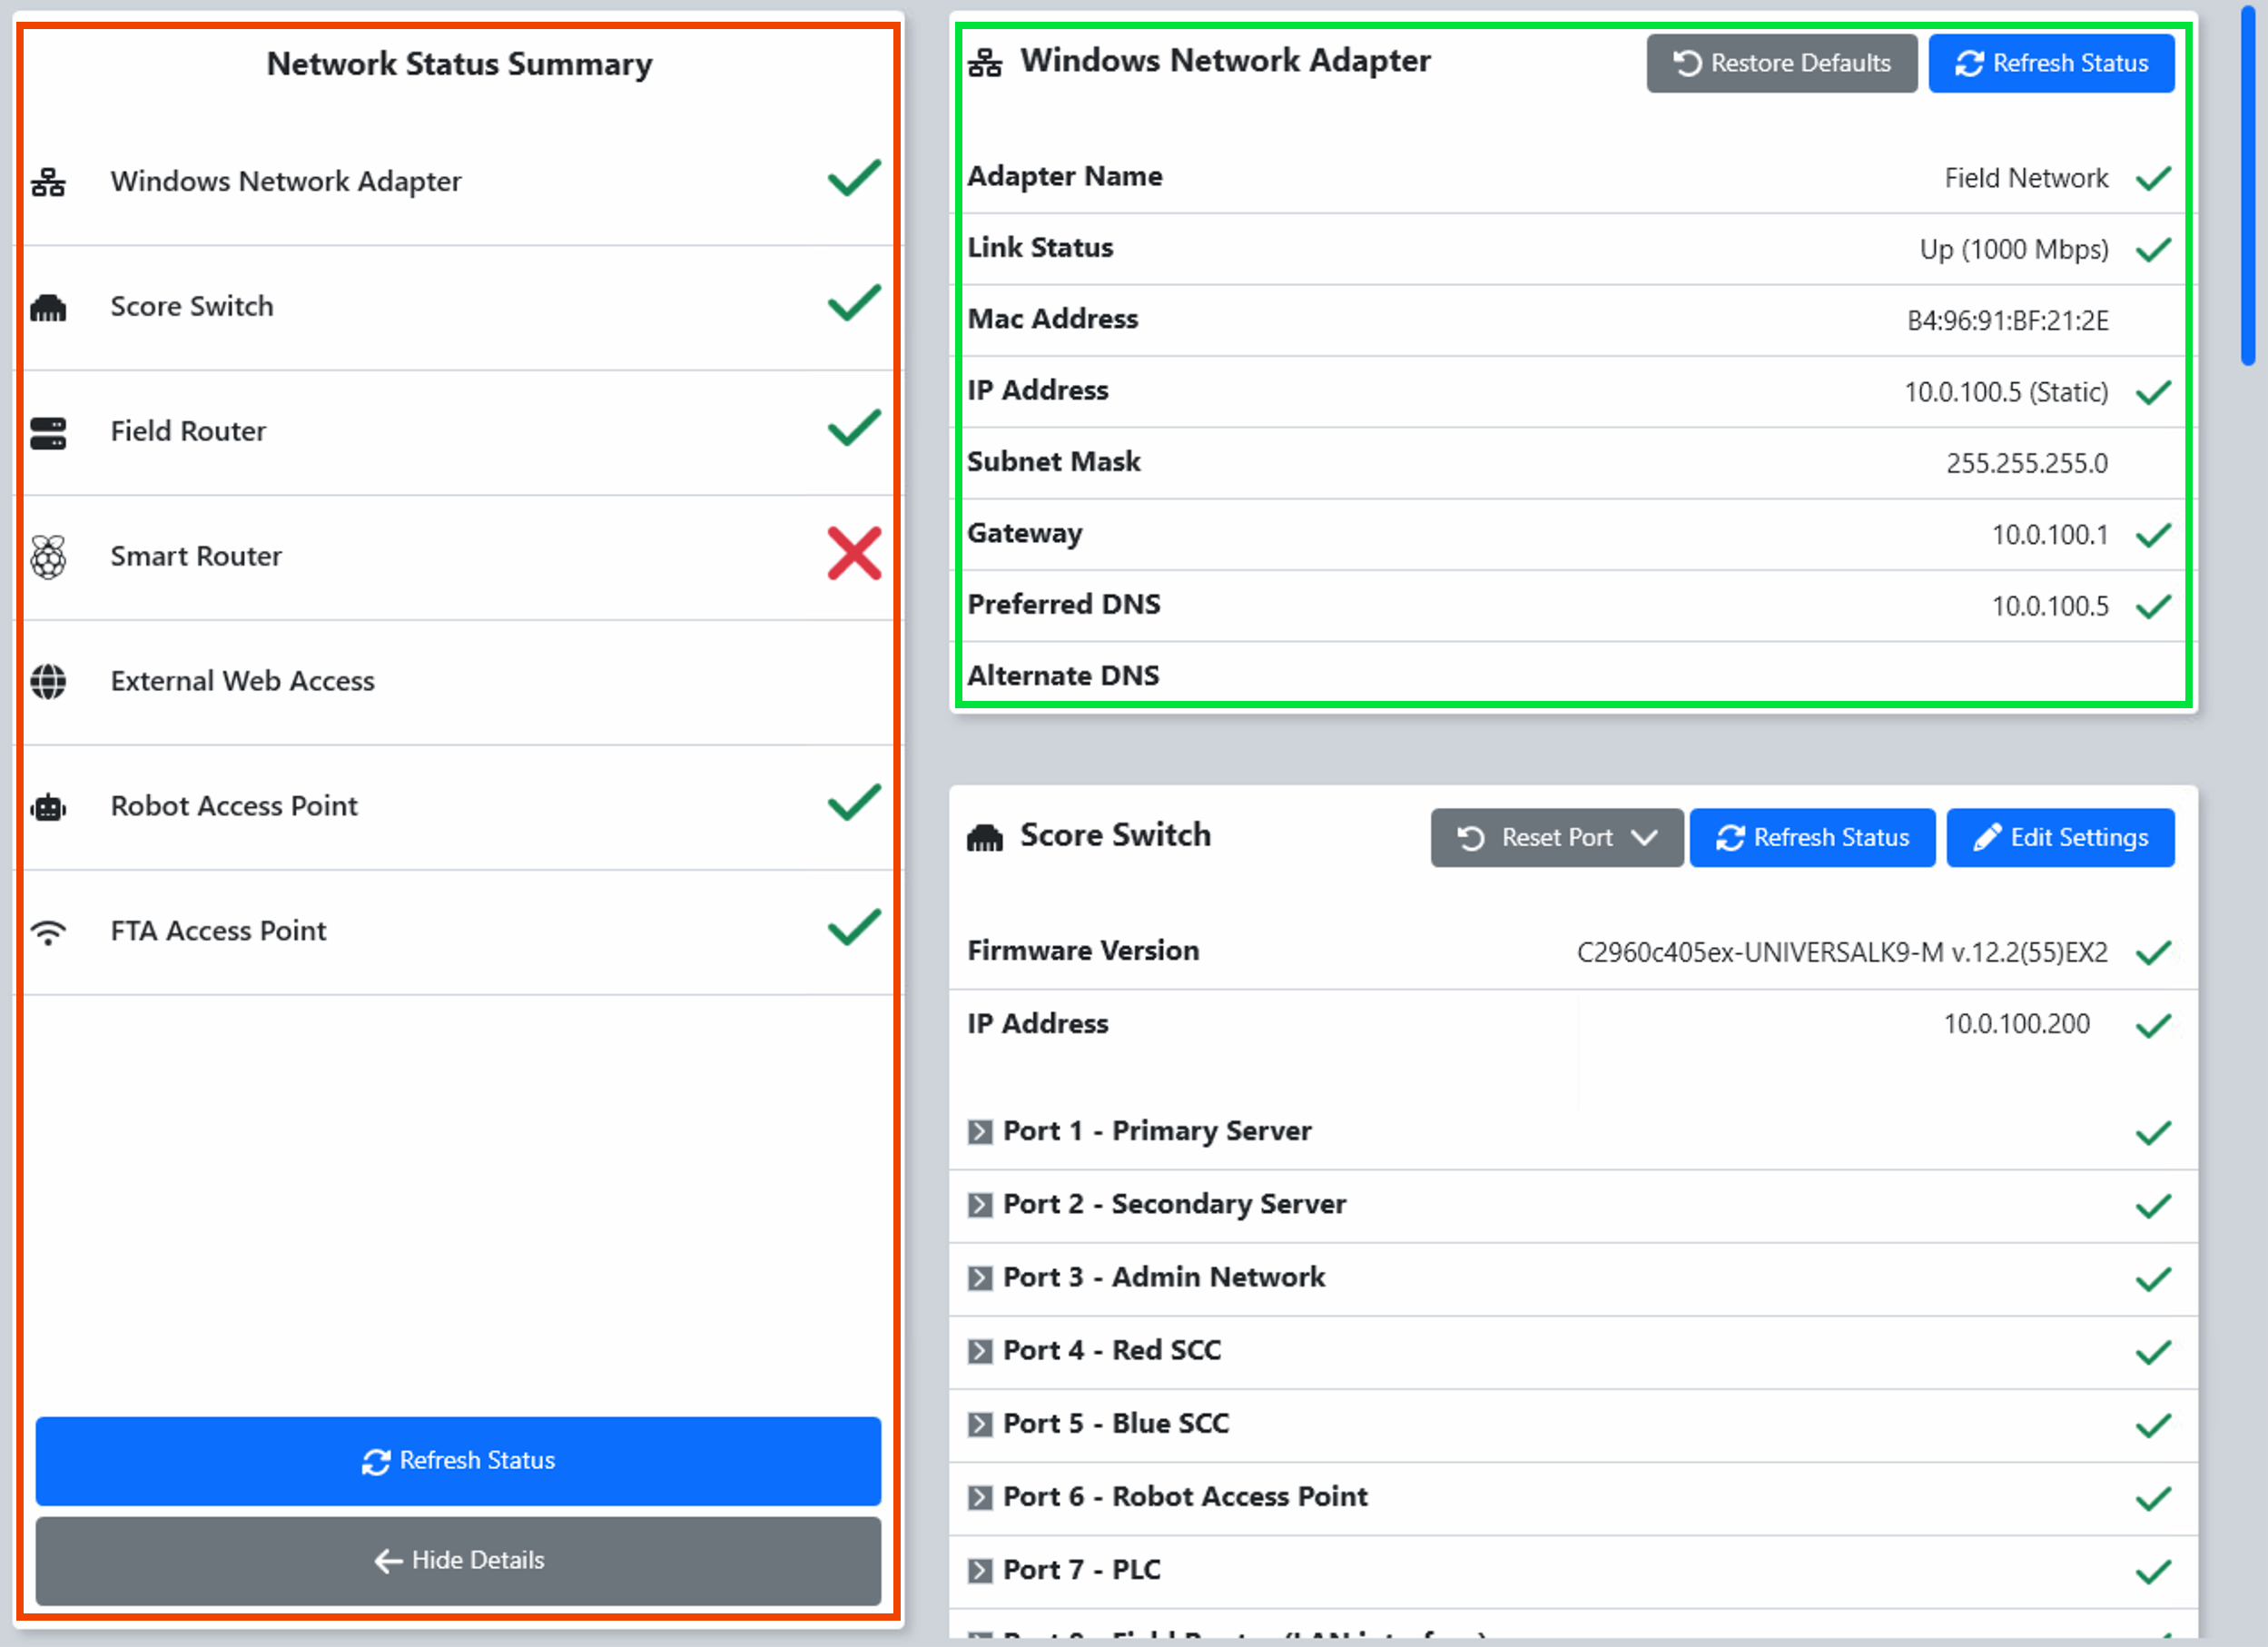 Network Status Summary
Windows Network Adapter
Score Switch
Field Router
Smart Router
External Web Access
Robot Access Point
FTA Access Point
Refresh Status
Hide Details
Windows Network Adapter
Restore Defaults
Refresh Status
Adapter Name
Field Network
Link Status
Up (1000 Mbps)
Mac Address
B4:96:91:BF:21:2E
IP Address
10.0.100.5 (Static)
Subnet Mask
255.255.255.0
Gateway
10.0.100.1
Preferred DNS
10.0.100.5
Alternate DNS
Score Switch
Reset Port
Refresh Status
Edit Settings
Firmware Version
C2960c405ex-UNIVERSALK9-M v.12.2(55)EX2
IP Address
10.0.100.200
Port 1 - Primary Server
Port 2 - Secondary Server
Port 3 - Admin Network
Port 4 - Red SCC
Port 5 - Blue SCC
Port 6 - Robot Access Point
Port 7 - PLC